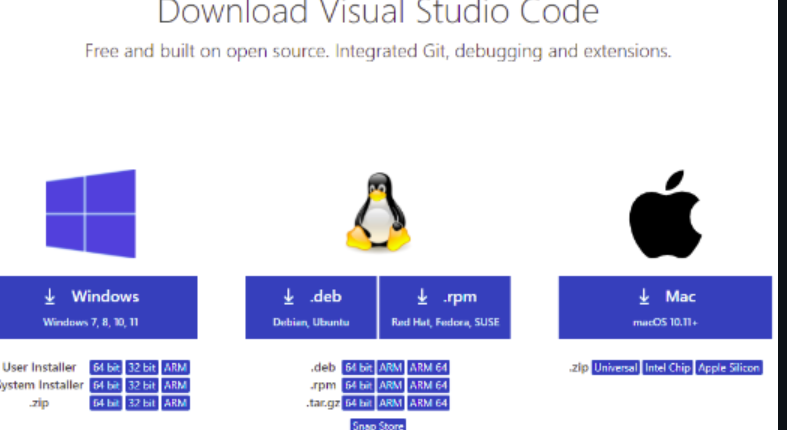 Download Visual Studio Code
Free and built on open source. Integrated Git, debugging and extensions.
Windows
Windows 7, 8, 10, 11
.deb
Debian, Ubuntu
.rpm
Red Hat, Fedora, SUSE
Mac
macOS 10.11+
User Installer 64 bit 32 bit ARM
System Installer 64 bit 32 bit ARM
.zip 64 bit 32 bit ARM
.deb 64 bit ARM ARM 64
.rpm 64 bit ARM ARM 64
.tar.gz 64 bit ARM ARM 64
Snap Store
.zip Universal Intel Chip Apple Silicon